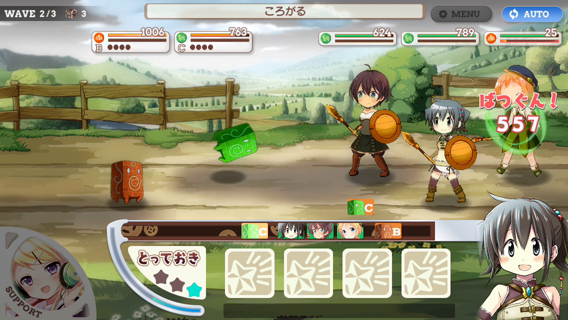 WAVE 2/3 3
ころがる
MENU
AUTO
1006
B
763
C
624
789
25
ばつぐん!
557
C
C
B
とっておき
SUPPORT